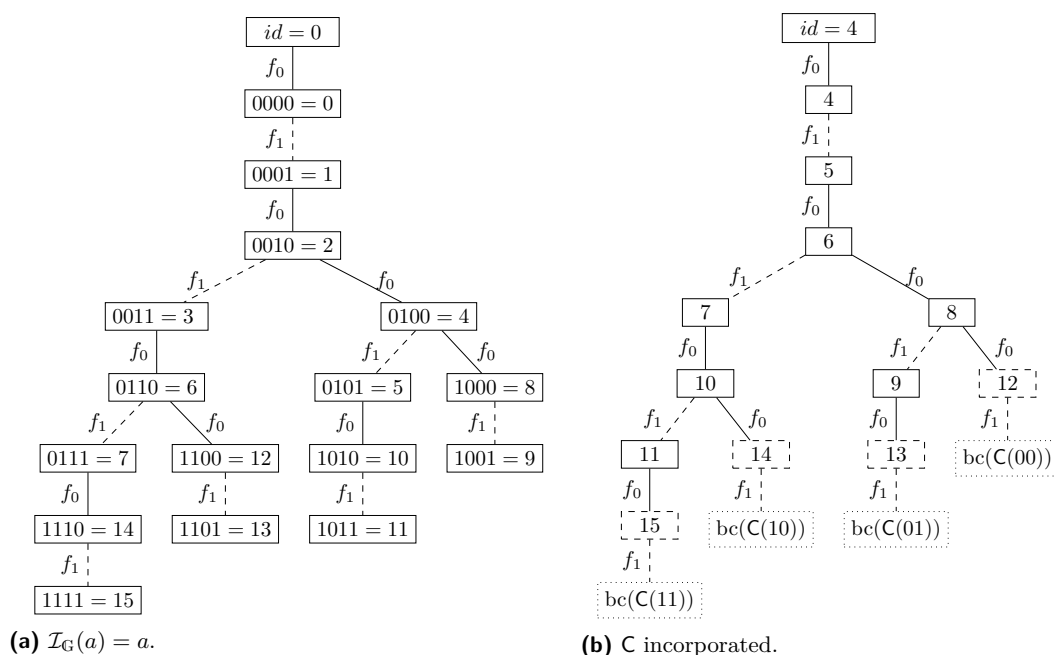 id = 0
f₀
0000 = 0
f₁
0001 = 1
f₀
0010 = 2
f₁ f₀
0011 = 3 0100 = 4
f₀ f₁ f₀
0110 = 6 0101 = 5 1000 = 8
f₁ f₀ f₀ f₁
0111 = 7 1100 = 12 1010 = 10 1001 = 9
f₀ f₁ f₁
1110 = 14 1101 = 13 1011 = 11
f₁
1111 = 15
(a) 𝓘_𝔾(a) = a.
id = 4
f₀
4
f₁
5
f₀
6
f₁ f₀
7 8
f₀ f₁ f₀
10 9 12
f₁ f₀ f₀ f₁
11 14 13 bc(C(00))
f₀ f₁ f₁
15 bc(C(10)) bc(C(01))
f₁
bc(C(11))
(b) C incorporated.